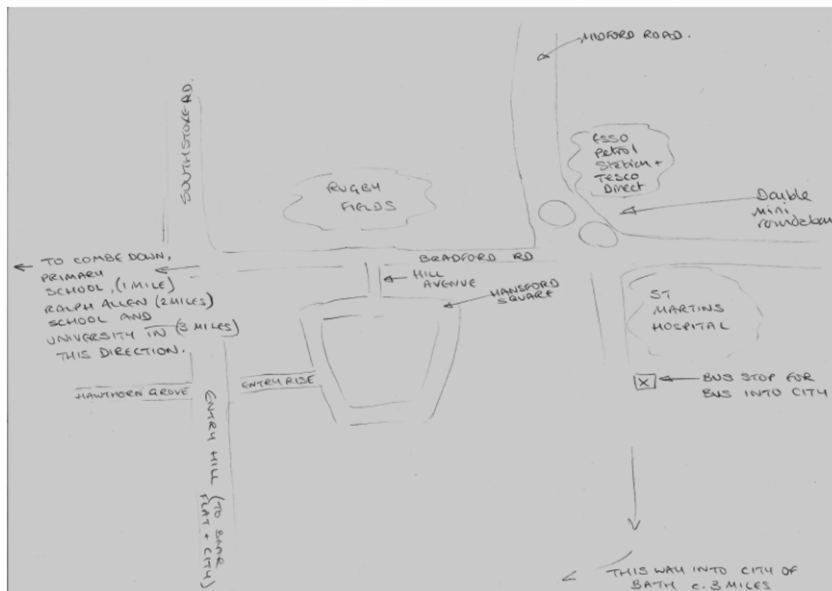 MIDFORD ROAD.
SOUTHSTORE RD.
ESSO
PETROL
STATION +
TESCO
DIRECT
RUGBY
FIELDS
Double
mini
roundabout
BRADFORD RD
TO COMBE DOWN,
PRIMARY
SCHOOL, (1 MILE)
RALPH ALLEN (2 MILES)
SCHOOL AND
UNIVERSITY IN (3 MILES)
THIS DIRECTION.
HILL
AVENUE
HANSFORD
SQUARE
ST
MARTINS
HOSPITAL
HAWTHORN GROVE
ENTRY RISE
X
BUS STOP FOR
BUS INTO CITY
ENTRY HILL (TO BEAR
FLAT + CITY)
THIS WAY INTO CITY OF
BATH c. 3 MILES